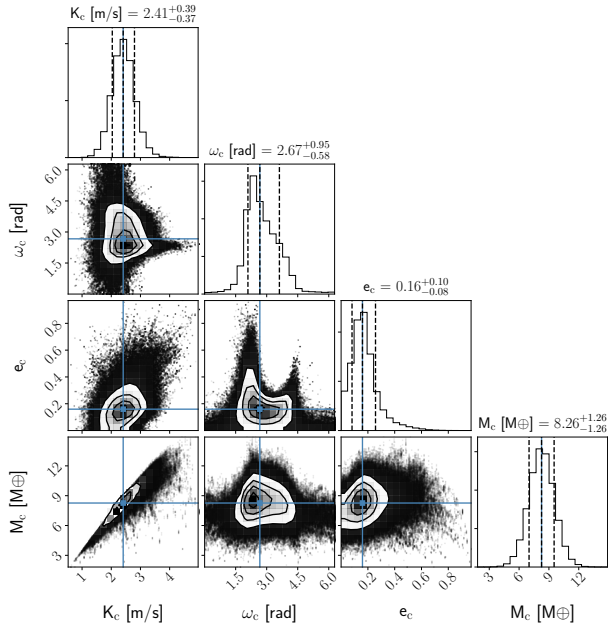 K_c [m/s] = 2.41^{+0.39}_{-0.37}
ω_c [rad] = 2.67^{+0.95}_{-0.58}
6.0
4.5
3.0
1.5
ω_c [rad]
e_c = 0.16^{+0.10}_{-0.08}
0.8
0.6
0.4
0.2
e_c
M_c [M⊕] = 8.26^{+1.26}_{-1.26}
12
9
6
3
M_c [M⊕]
1 2 3 4
K_c [m/s]
1.5 3.0 4.5 6.0
ω_c [rad]
0.2 0.4 0.6 0.8
e_c
3 6 9 12
M_c [M⊕]